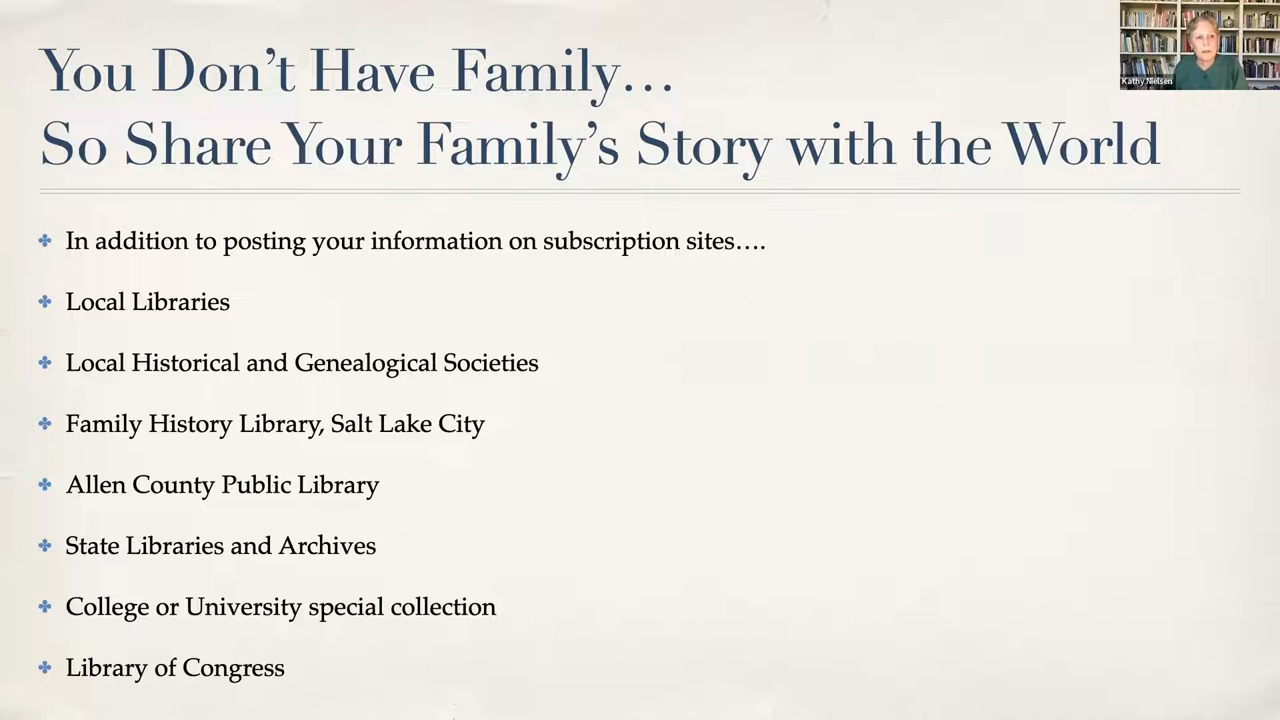 You Don't Have Family…
So Share Your Family's Story with the World
Kathy Nielsen
In addition to posting your information on subscription sites….
Local Libraries
Local Historical and Genealogical Societies
Family History Library, Salt Lake City
Allen County Public Library
State Libraries and Archives
College or University special collection
Library of Congress